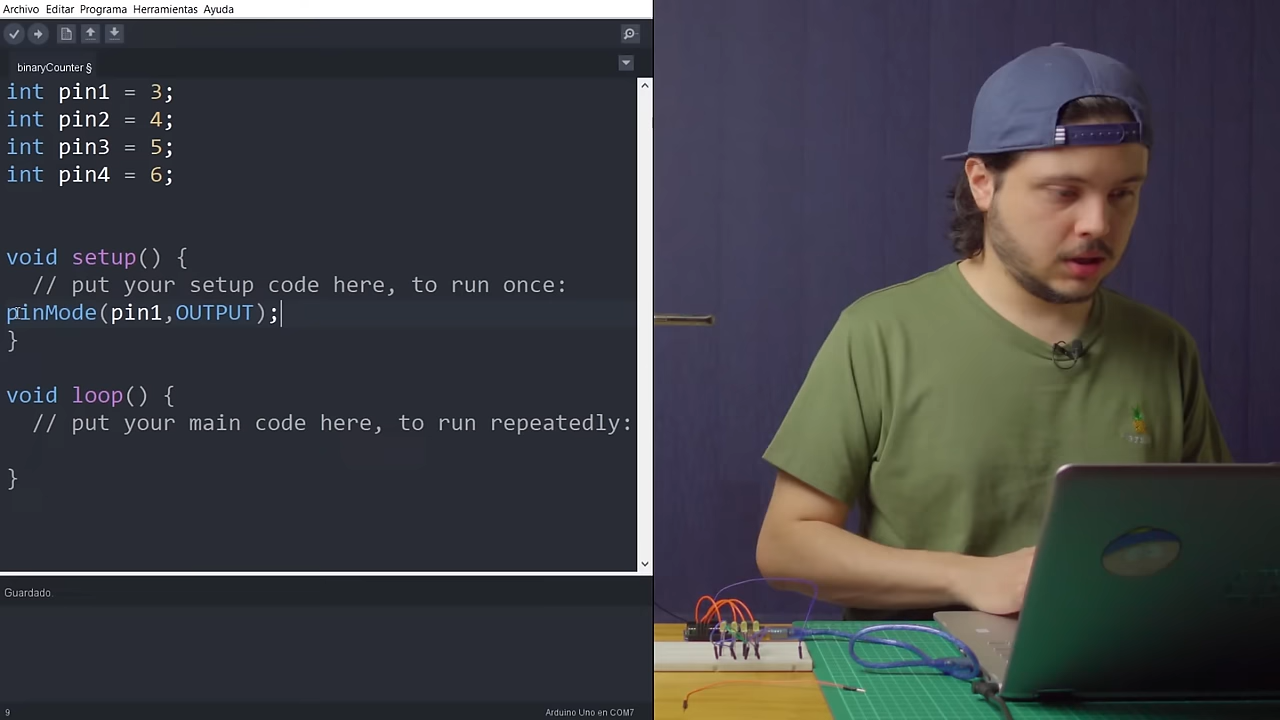 Archivo Editar Programa Herramientas Ayuda
binaryCounter §
int pin1 = 3;
int pin2 = 4;
int pin3 = 5;
int pin4 = 6;
void setup() {
// put your setup code here, to run once:
pinMode(pin1,OUTPUT);
}
void loop() {
// put your main code here, to run repeatedly:
}
Guardado.
9
Arduino Uno en COM7